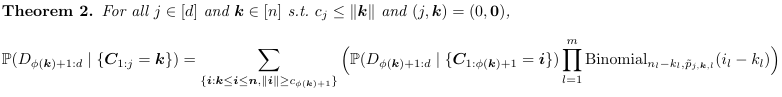 Theorem 2. For all j ∈ [d] and k ∈ [n] s.t. c_j ≤ ‖k‖ and (j, k) = (0, 0),
ℙ(D_{ϕ(k)+1:d} | {C_{1:j} = k}) = ∑_{{i:k≤i≤n,‖i‖≥c_{ϕ(k)+1}}} (ℙ(D_{ϕ(k)+1:d} | {C_{1:ϕ(k)+1} = i}) ∏_{l=1}^{m} Binomial_{n_l−k_l,p̃_{j,k,l}}(i_l − k_l))